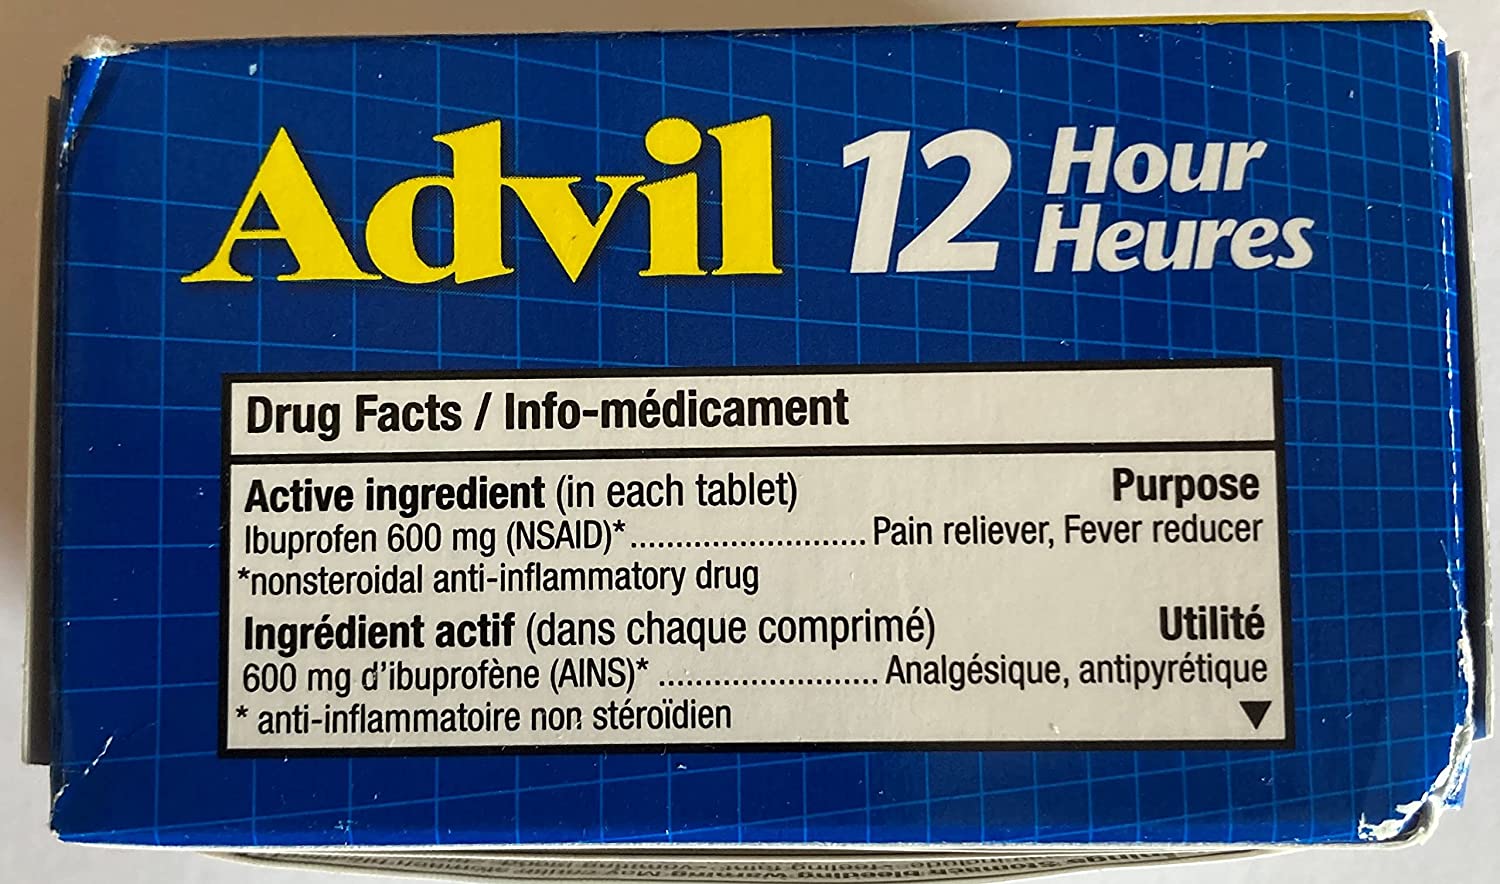 Advil 12 Hour
Heures
Drug Facts / Info-médicament
Active ingredient (in each tablet) Purpose
Ibuprofen 600 mg (NSAID)*.......................... Pain reliever, Fever reducer
*nonsteroidal anti-inflammatory drug
Ingrédient actif (dans chaque comprimé) Utilité
600 mg d'ibuprofène (AINS)* ........................ Analgésique, antipyrétique
* anti-inflammatoire non stéroïdien